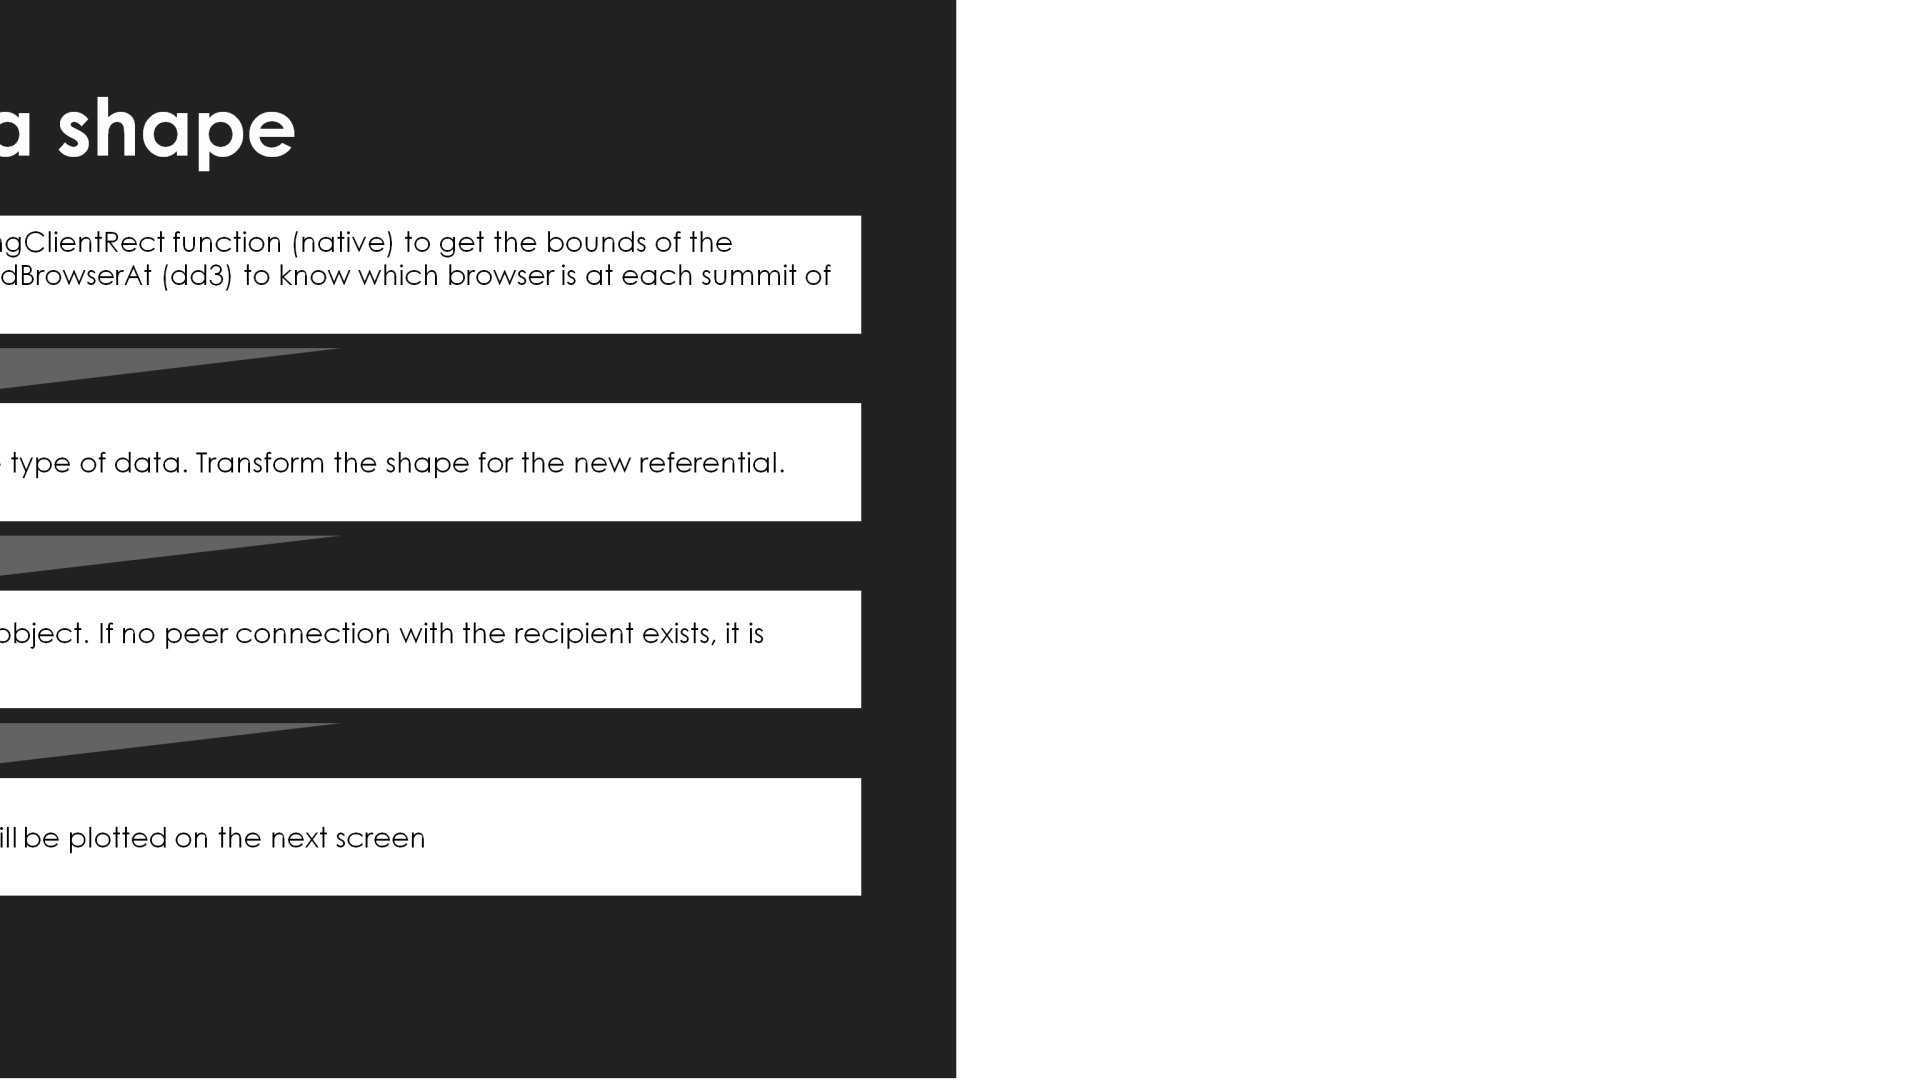 a shape
ngClientRect function (native) to get the bounds of the
dBrowserAt (dd3) to know which browser is at each summit of
type of data. Transform the shape for the new referential.
object. If no peer connection with the recipient exists, it is
ill be plotted on the next screen